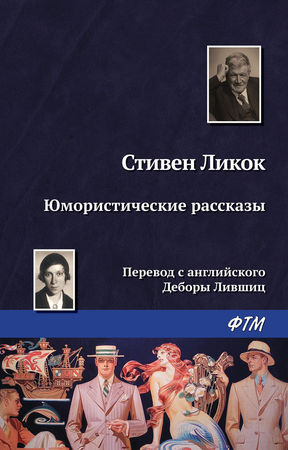 Стивен Ликок
Юмористические рассказы
Перевод с английского
Деборы Лившиц
ФТМ